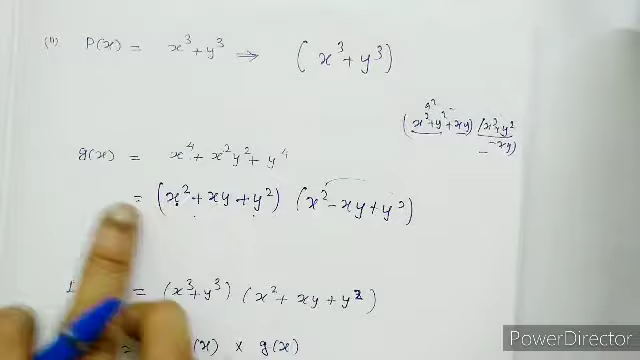 (ii) P(x) = x³ + y³ ⇒ (x³ + y³)
(x² + y² + xy) (x² + y² - xy)
g(x) = x⁴ + x²y² + y⁴
= (x² + xy + y²) (x² - xy + y²)
= (x³ + y³) (x² + xy + y²)
= (x) × g(x)
PowerDirector